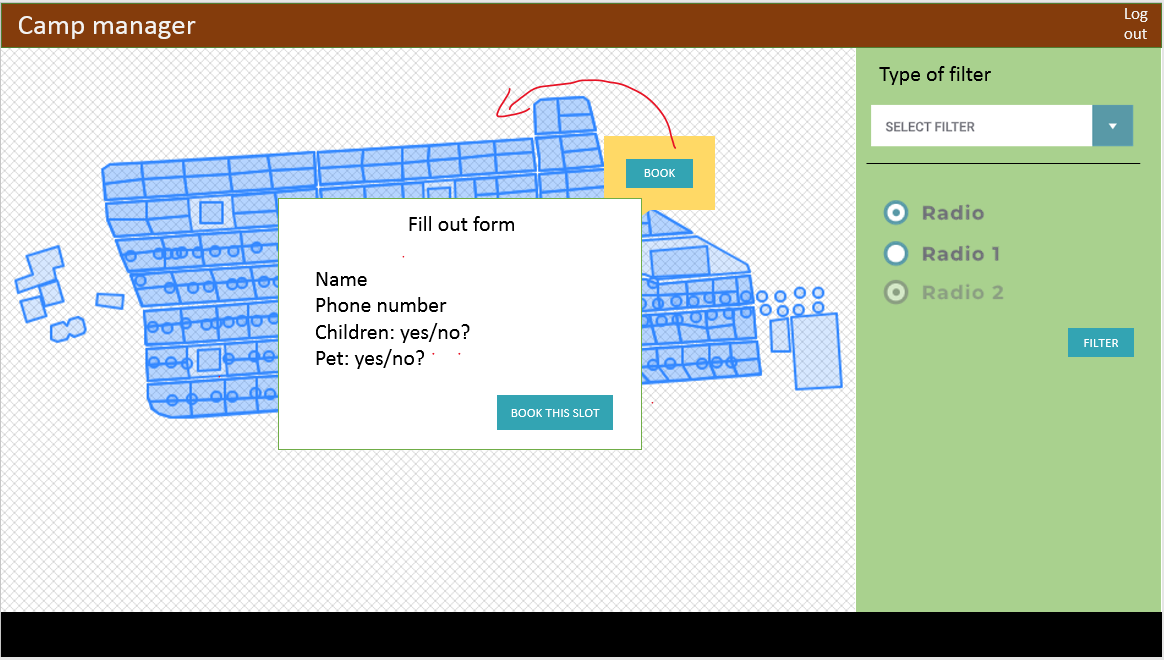 Camp manager
Log
out
Type of filter
SELECT FILTER
BOOK
Radio
Radio 1
Radio 2
FILTER
Fill out form
Name
Phone number
Children: yes/no?
Pet: yes/no?
BOOK THIS SLOT